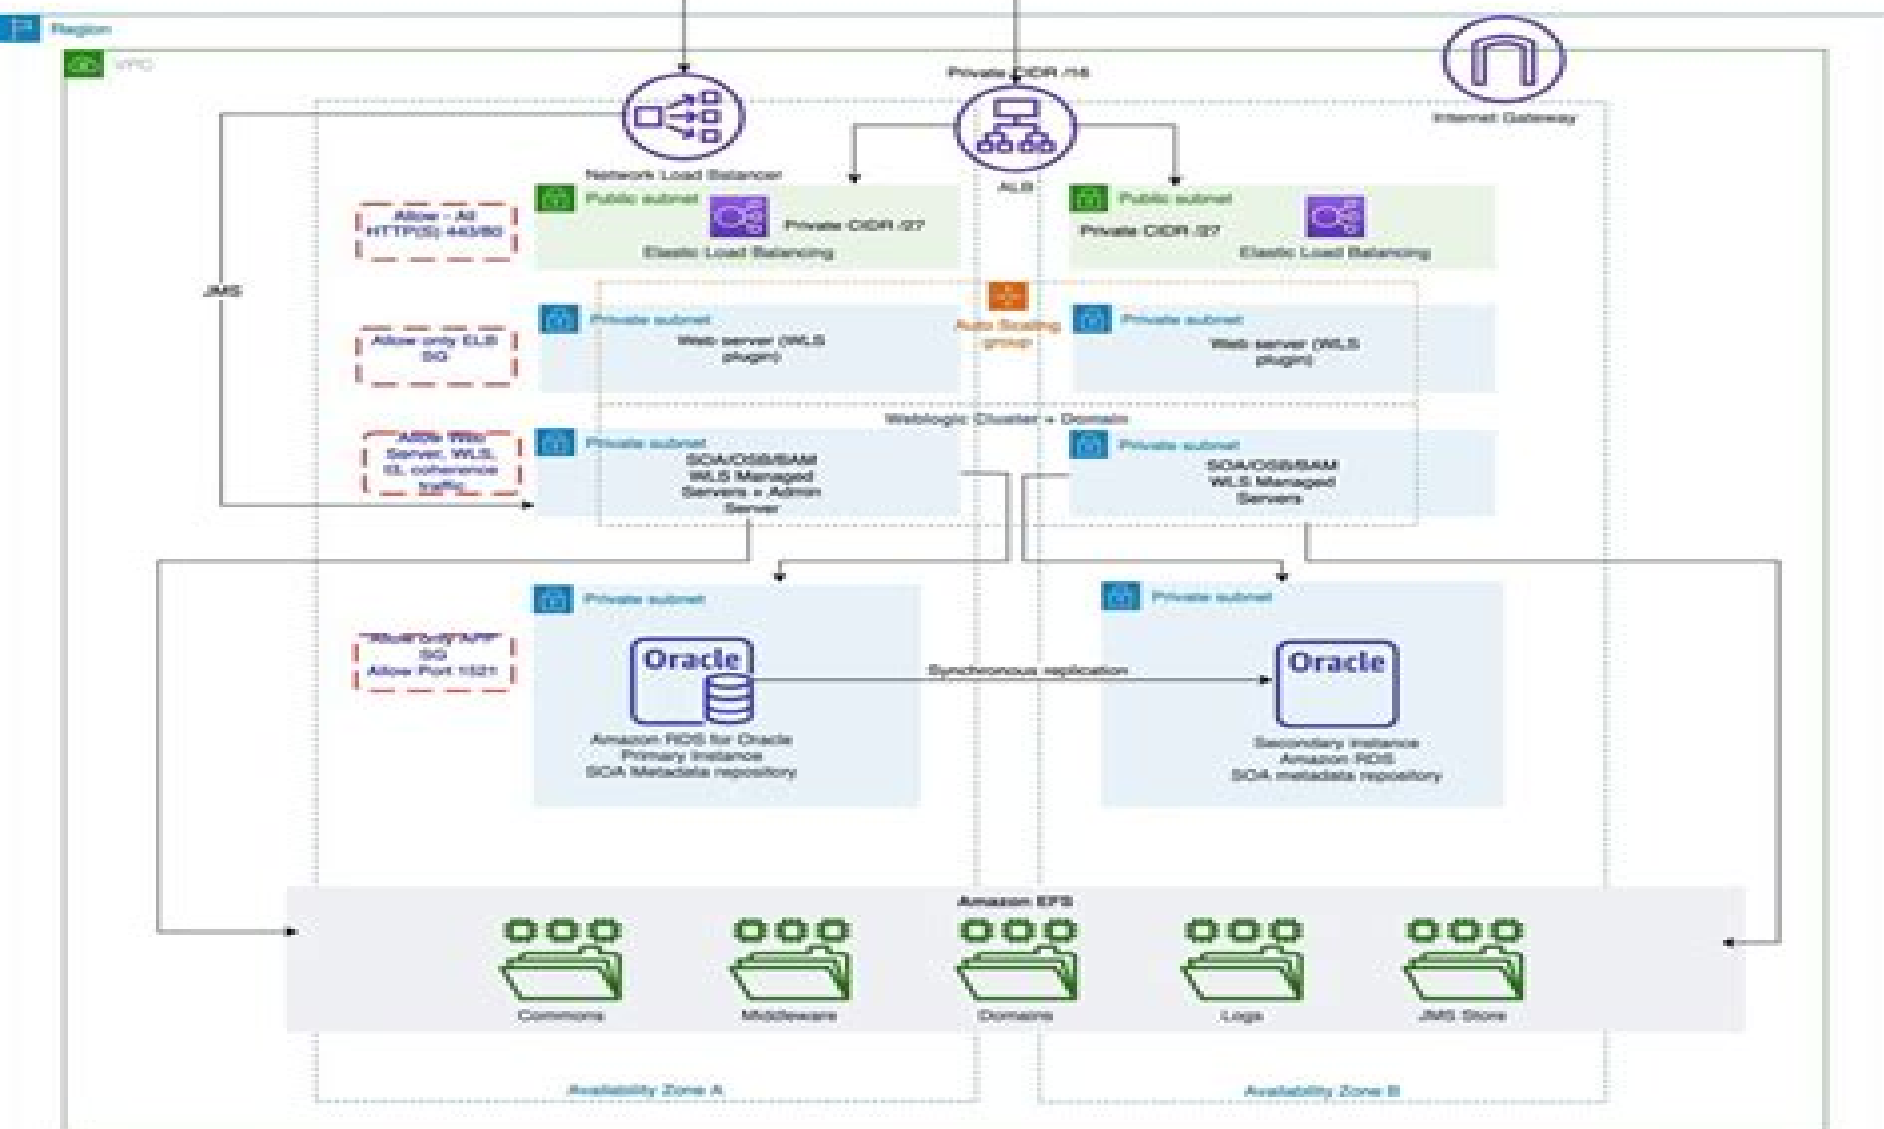 Region
VPC
Private CIDR /16
Internet Gateway
Network Load Balancer
ALB
Allow - All
HTTP(S) 443/80
Public subnet
Private CIDR /27
Elastic Load Balancing
Public subnet
Private CIDR /27
Elastic Load Balancing
JMS
Allow only ELB
SG
Private subnet
Web server (WLS
plugin)
Auto Scaling
group
Private subnet
Web server (WLS
plugin)
Weblogic Cluster + Domain
Allow Web
Server, WLS,
t3, coherence
traffic
Private subnet
SOA/OSB/BAM
WLS Managed
Servers + Admin
Server
Private subnet
SOA/OSB/BAM
WLS Managed
Servers
Allow only APP
SG
Allow Port 1521
Private subnet
Oracle
Amazon RDS for Oracle
Primary Instance
SOA Metadata repository
Synchronous replication
Private subnet
Oracle
Secondary Instance
Amazon RDS
SOA metadata repository
Amazon EFS
Commons
Middleware
Domains
Logs
JMS Store
Availability Zone A
Availability Zone B